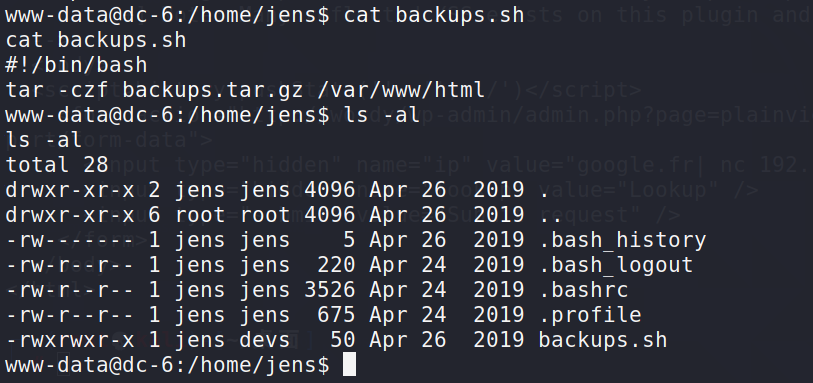 www-data@dc-6:/home/jens$ cat backups.sh
cat backups.sh
#!/bin/bash
tar -czf backups.tar.gz /var/www/html
www-data@dc-6:/home/jens$ ls -al
ls -al
total 28
drwxr-xr-x 2 jens jens 4096 Apr 26  2019 .
drwxr-xr-x 6 root root 4096 Apr 26  2019 ..
-rw------- 1 jens jens    5 Apr 26  2019 .bash_history
-rw-r--r-- 1 jens jens  220 Apr 24  2019 .bash_logout
-rw-r--r-- 1 jens jens 3526 Apr 24  2019 .bashrc
-rw-r--r-- 1 jens jens  675 Apr 24  2019 .profile
-rwxrwxr-x 1 jens devs   50 Apr 26  2019 backups.sh
www-data@dc-6:/home/jens$